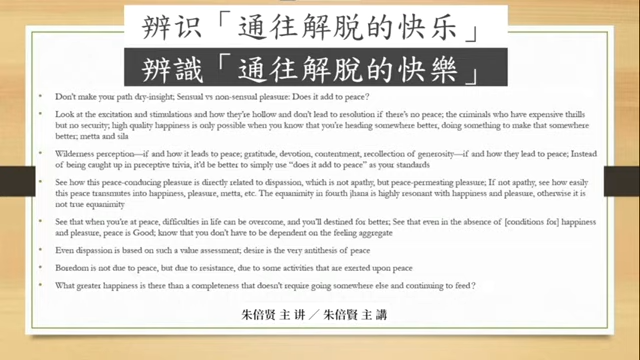 辨识「通往解脱的快乐」
辨識「通往解脫的快樂」
• Don't make your path dry-insight; Sensual vs non-sensual pleasure: Does it add to peace?
• Look at the excitation and stimulations and how they're hollow and don't lead to resolution if there's no peace; the criminals who have expensive thrills
but no security; high quality happiness is only possible when you know that you're heading somewhere better, doing something to make that somewhere
better; metta and sila
• Wilderness perception—if and how it leads to peace; gratitude, devotion, contentment, recollection of generosity—if and how they lead to peace; Instead
of being caught up in perceptive trivia, it'd be better to simply use "does it add to peace" as your standards
• See how this peace-conducing pleasure is directly related to dispassion, which is not apathy, but peace-permeating pleasure; If not apathy, see how easily
this peace transmutes into happiness, pleasure, metta, etc. The equanimity in fourth jhana is highly resonant with happiness and pleasure, otherwise it is
not true equanimity
• See that when you're at peace, difficulties in life can be overcome, and you'll destined for better; See that even in the absence of [conditions for] happiness
and pleasure, peace is Good; know that you don't have to be dependent on the feeling aggregate
• Even dispassion is based on such a value assessment; desire is the very antithesis of peace
• Boredom is not due to peace, but due to resistance, due to some activities that are exerted upon peace
• What greater happiness is there than a completeness that doesn't require going somewhere else and continuing to feed?
朱倍贤 主 讲 ／ 朱倍賢 主 講